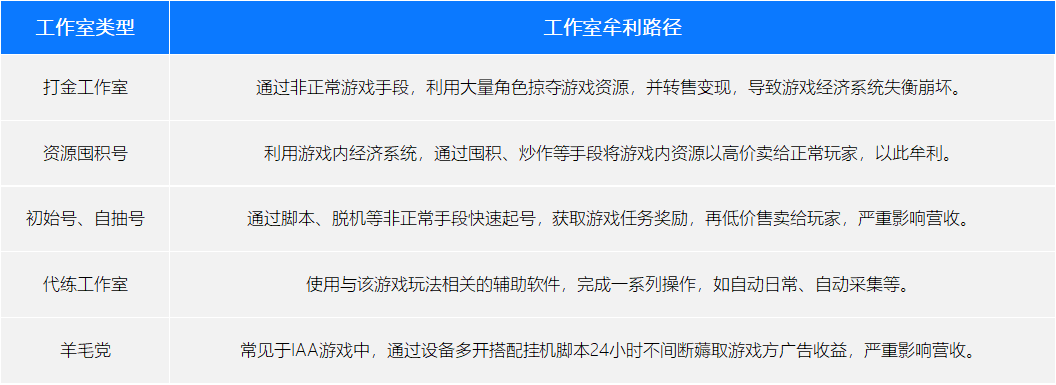 工作室类型 工作室牟利路径
打金工作室 通过非正常游戏手段，利用大量角色掠夺游戏资源，并转售变现，导致游戏经济系统失衡崩坏。
资源囤积号 利用游戏内经济系统，通过囤积、炒作等手段将游戏内资源以高价卖给正常玩家，以此牟利。
初始号、自抽号 通过脚本、脱机等非正常手段快速起号，获取游戏任务奖励，再低价售卖给玩家，严重影响营收。
代练工作室 使用与该游戏玩法相关的辅助软件，完成一系列操作，如自动日常、自动采集等。
羊毛党 常见于IAA游戏中，通过设备多开搭配挂机脚本24小时不间断薅取游戏方广告收益，严重影响营收。